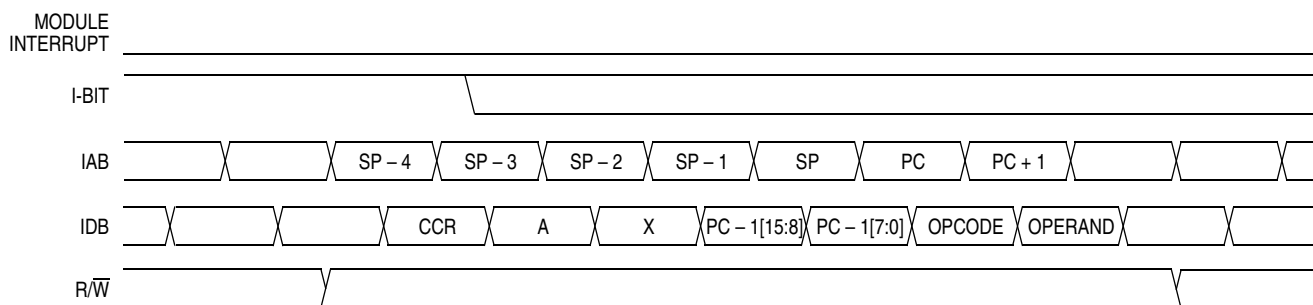 MODULE
INTERRUPT
I-BIT
IAB SP – 4 SP – 3 SP – 2 SP – 1 SP PC PC + 1
IDB CCR A X PC – 1[15:8] PC – 1[7:0] OPCODE OPERAND
R/W̅